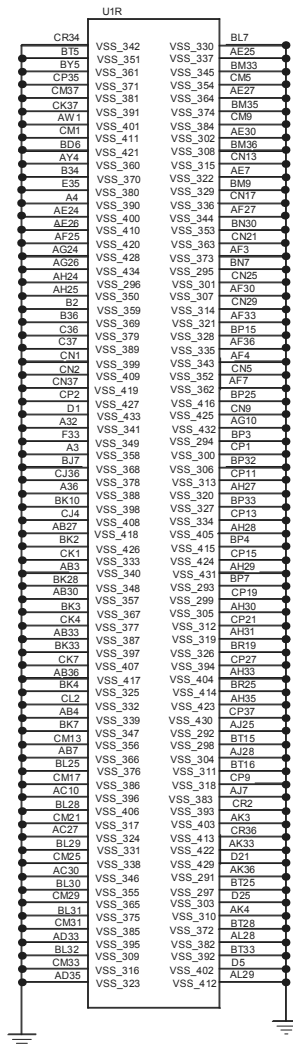 U1R
CR34 VSS_342 VSS_330 BL7
BT5 VSS_351 VSS_337 AE25
BY5 VSS_361 VSS_345 BM33
CP35 VSS_371 VSS_354 CM5
CM37 VSS_381 VSS_364 AE27
CK37 VSS_391 VSS_374 BM35
AW1 VSS_401 VSS_384 CM9
CM1 VSS_411 VSS_302 AE30
BD6 VSS_421 VSS_308 BM36
AY4 VSS_360 VSS_315 CN13
B34 VSS_370 VSS_322 AE7
E35 VSS_380 VSS_329 BM9
A4 VSS_390 VSS_336 CN17
AE24 VSS_400 VSS_344 AF27
AE26 VSS_410 VSS_353 BN30
AF25 VSS_420 VSS_363 CN21
AG24 VSS_428 VSS_373 AF3
AG26 VSS_434 VSS_295 BN7
AH24 VSS_296 VSS_301 CN25
AH25 VSS_350 VSS_307 AF30
B2 VSS_359 VSS_314 CN29
B36 VSS_369 VSS_321 AF33
C36 VSS_379 VSS_328 BP15
C37 VSS_389 VSS_335 AF36
CN1 VSS_399 VSS_343 AF4
CN2 VSS_409 VSS_352 CN5
CN37 VSS_419 VSS_362 AF7
CP2 VSS_427 VSS_416 BP25
D1 VSS_433 VSS_425 CN9
A32 VSS_341 VSS_432 AG10
F33 VSS_349 VSS_294 BP3
A3 VSS_358 VSS_300 CP1
BJ7 VSS_368 VSS_306 BP32
CJ36 VSS_378 VSS_313 CP11
A36 VSS_388 VSS_320 AH27
BK10 VSS_398 VSS_327 BP33
CJ4 VSS_408 VSS_334 CP13
AB27 VSS_418 VSS_405 AH28
BK2 VSS_426 VSS_415 BP4
CK1 VSS_333 VSS_424 CP15
AB3 VSS_340 VSS_431 AH29
BK28 VSS_348 VSS_293 BP7
AB30 VSS_357 VSS_299 CP19
BK3 VSS_367 VSS_305 AH30
CK4 VSS_377 VSS_312 CP21
AB33 VSS_387 VSS_319 AH31
BK33 VSS_397 VSS_326 BR19
CK7 VSS_407 VSS_394 CP27
AB36 VSS_417 VSS_404 AH33
BK4 VSS_325 VSS_414 BR25
CL2 VSS_332 VSS_423 AH35
AB4 VSS_339 VSS_430 CP37
BK7 VSS_347 VSS_292 AJ25
CM13 VSS_356 VSS_298 BT15
AB7 VSS_366 VSS_304 AJ28
BL25 VSS_376 VSS_311 BT16
CM17 VSS_386 VSS_318 CP9
AC10 VSS_396 VSS_383 AJ7
BL28 VSS_406 VSS_393 CR2
CM21 VSS_317 VSS_403 AK3
AC27 VSS_324 VSS_413 CR36
BL29 VSS_331 VSS_422 AK33
CM25 VSS_338 VSS_429 D21
AC30 VSS_346 VSS_291 AK36
BL30 VSS_355 VSS_297 BT25
CM29 VSS_365 VSS_303 D25
BL31 VSS_375 VSS_310 AK4
CM31 VSS_385 VSS_372 BT28
AD33 VSS_395 VSS_382 AL28
BL32 VSS_309 VSS_392 BT33
CM33 VSS_316 VSS_402 D5
AD35 VSS_323 VSS_412 AL29